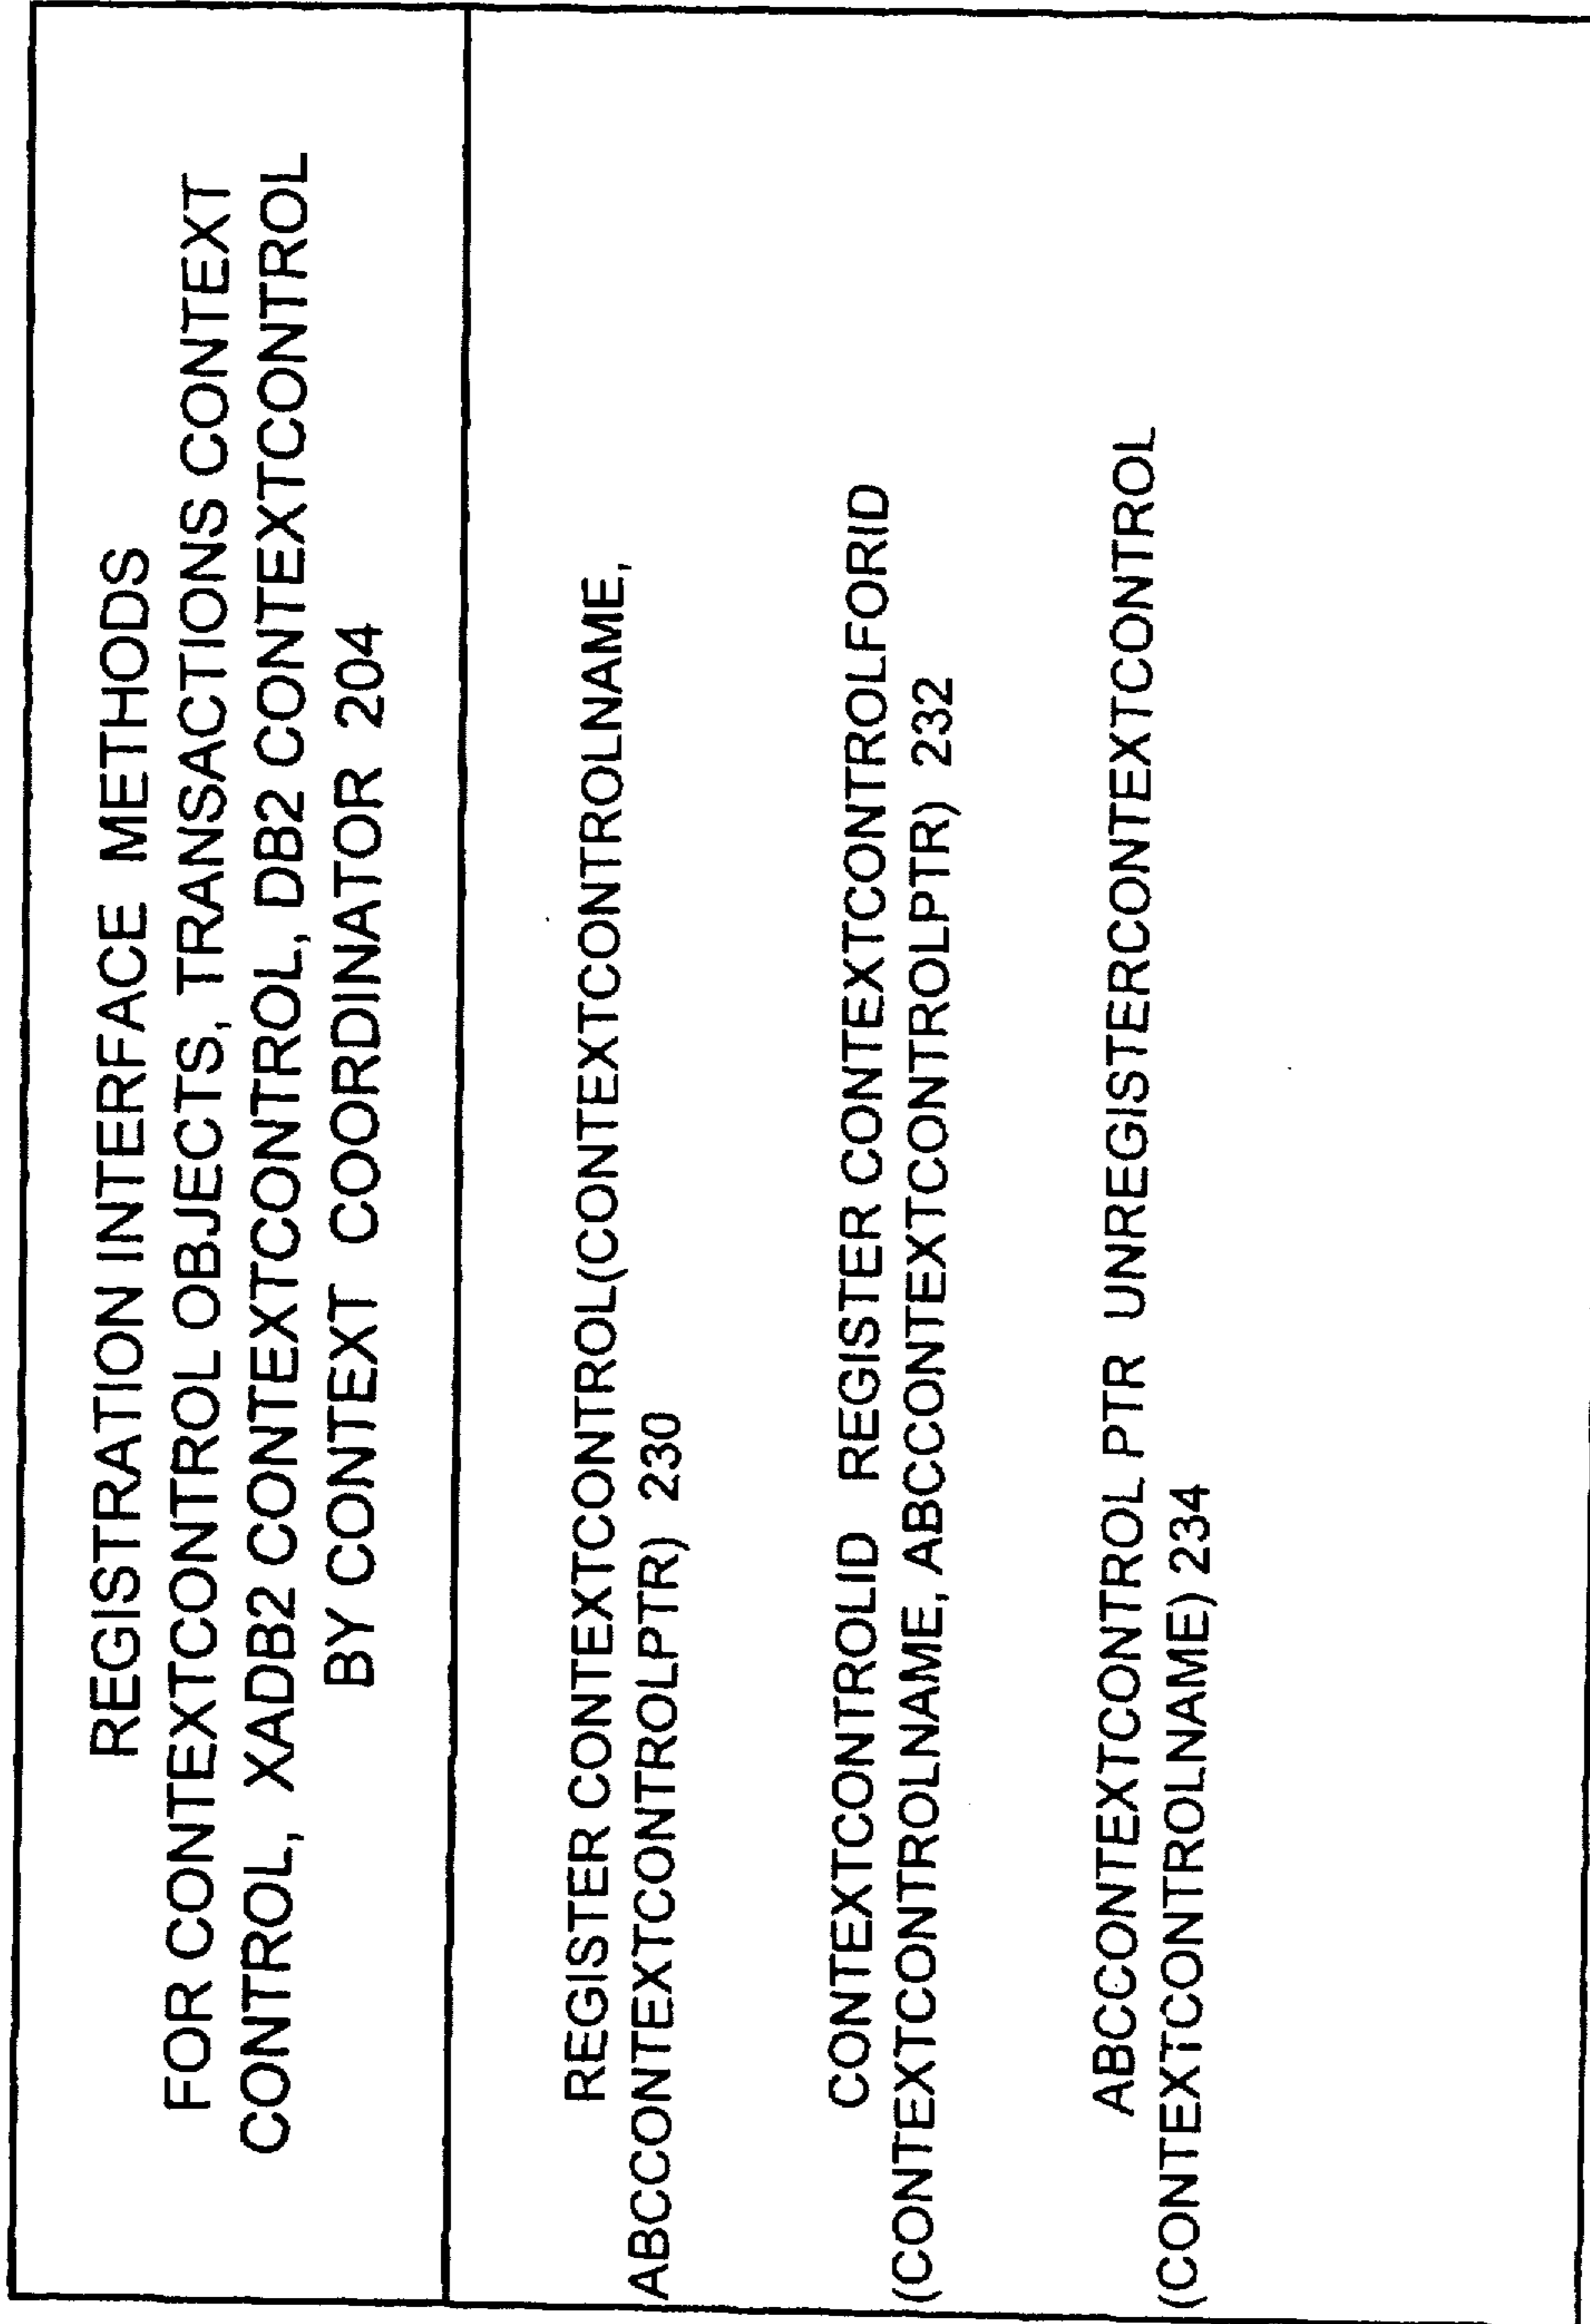 REGISTRATION INTERFACE METHODS
FOR CONTEXTCONTROL OBJECTS, TRANSACTIONS CONTEXT
CONTROL, XADB2 CONTEXTCONTROL, DB2 CONTEXTCONTROL
BY CONTEXT COORDINATOR 204
REGISTER CONTEXTCONTROL(CONTEXTCONTROLNAME,
ABCCONTEXTCONTROLPTR) 230
CONTEXTCONTROLID REGISTER CONTEXTCONTROLFORID
(CONTEXTCONTROLNAME, ABCCONTEXTCONTROLPTR) 232
ABCCONTEXTCONTROL PTR UNREGISTERCONTEXTCONTROL
(CONTEXTCONTROLNAME) 234